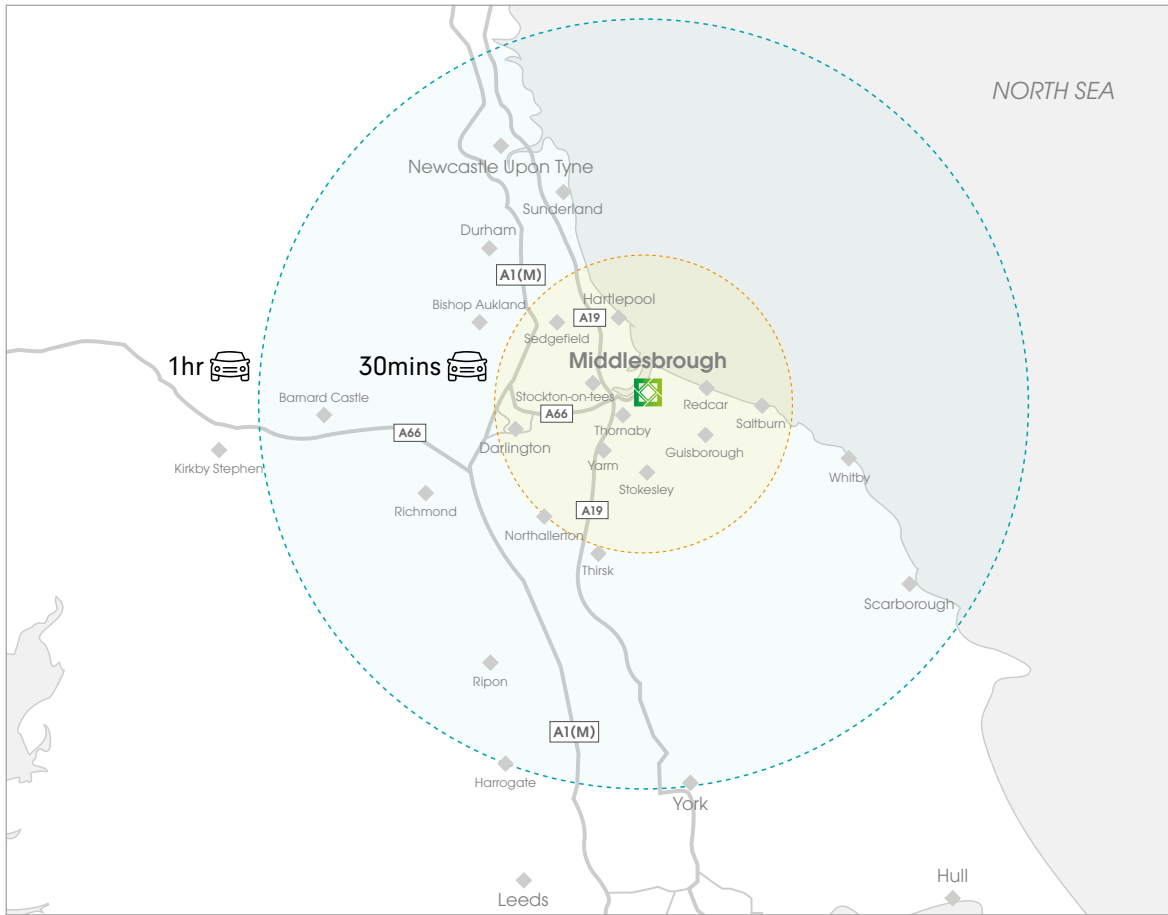 NORTH SEA
Newcastle Upon Tyne
Sunderland
Durham
A1(M)
Bishop Aukland
Hartlepool
A19
Sedgefield
Middlesbrough
1hr
30mins
Barnard Castle
Stockton-on-tees
Redcar
Saltburn
A66
Thornaby
A66
Darlington
Guisborough
Kirkby Stephen
Yarm
Whitby
Stokesley
Richmond
A19
Northallerton
Thirsk
Scarborough
Ripon
A1(M)
Harrogate
York
Hull
Leeds